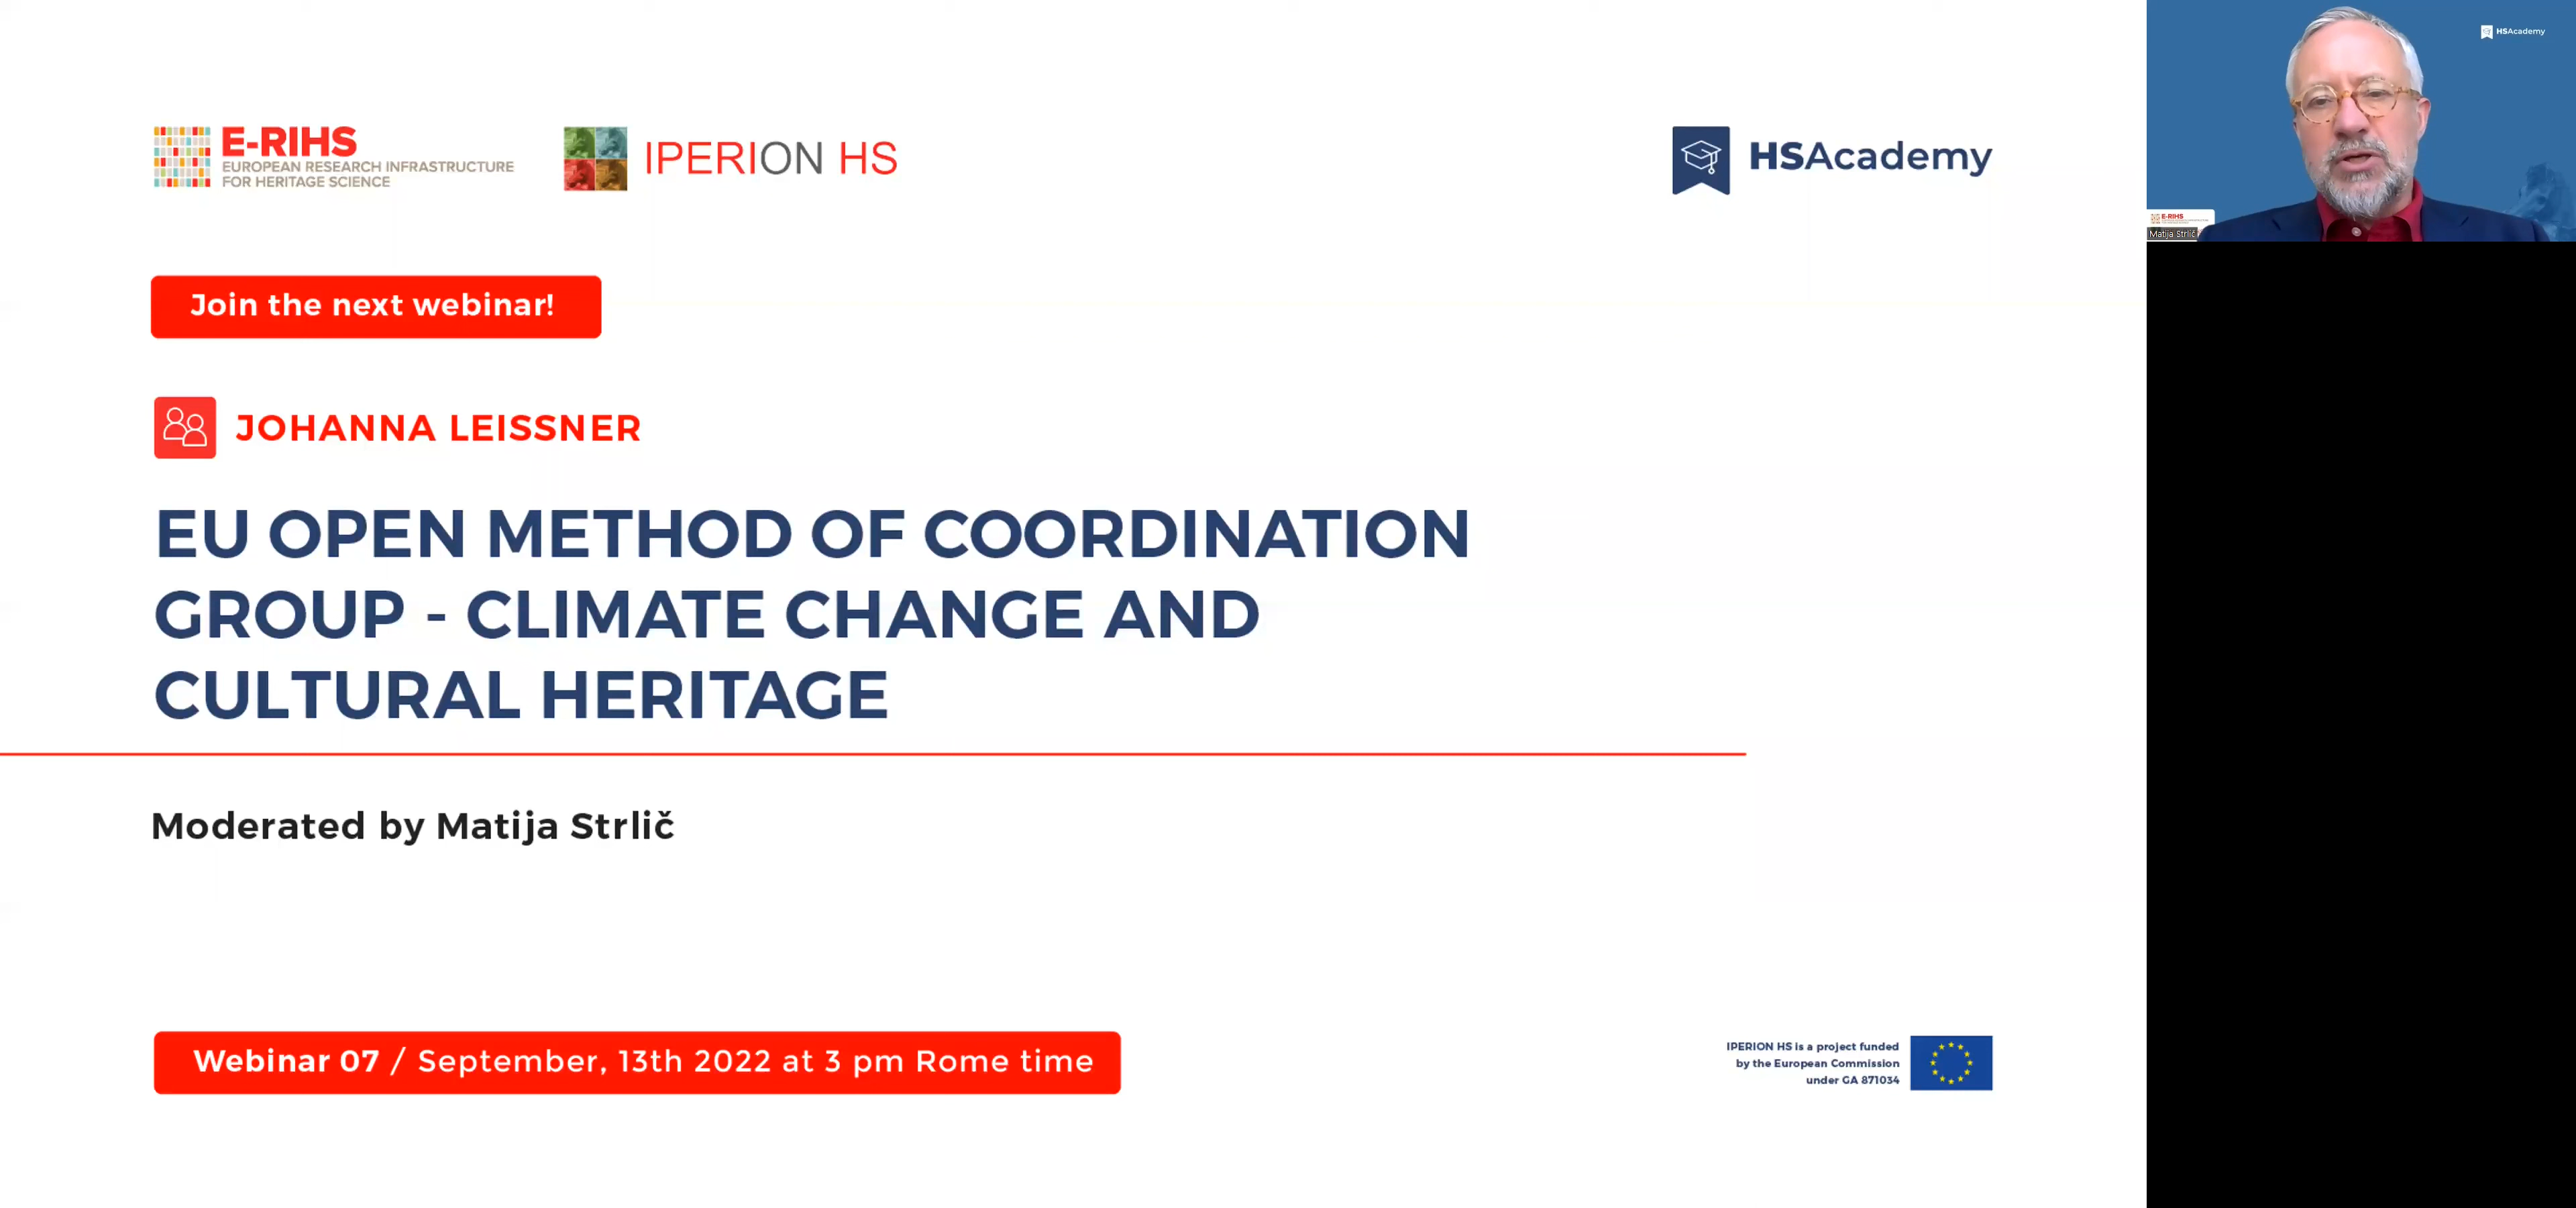 E-RIHS
EUROPEAN RESEARCH INFRASTRUCTURE
FOR HERITAGE SCIENCE
IPERION HS
HSAcademy
HSAcademy
E-RIHS
Matija Strlič
Join the next webinar!
JOHANNA LEISSNER
EU OPEN METHOD OF COORDINATION
GROUP - CLIMATE CHANGE AND
CULTURAL HERITAGE
Moderated by Matija Strlič
Webinar 07 / September, 13th 2022 at 3 pm Rome time
IPERION HS is a project funded
by the European Commission
under GA 871034